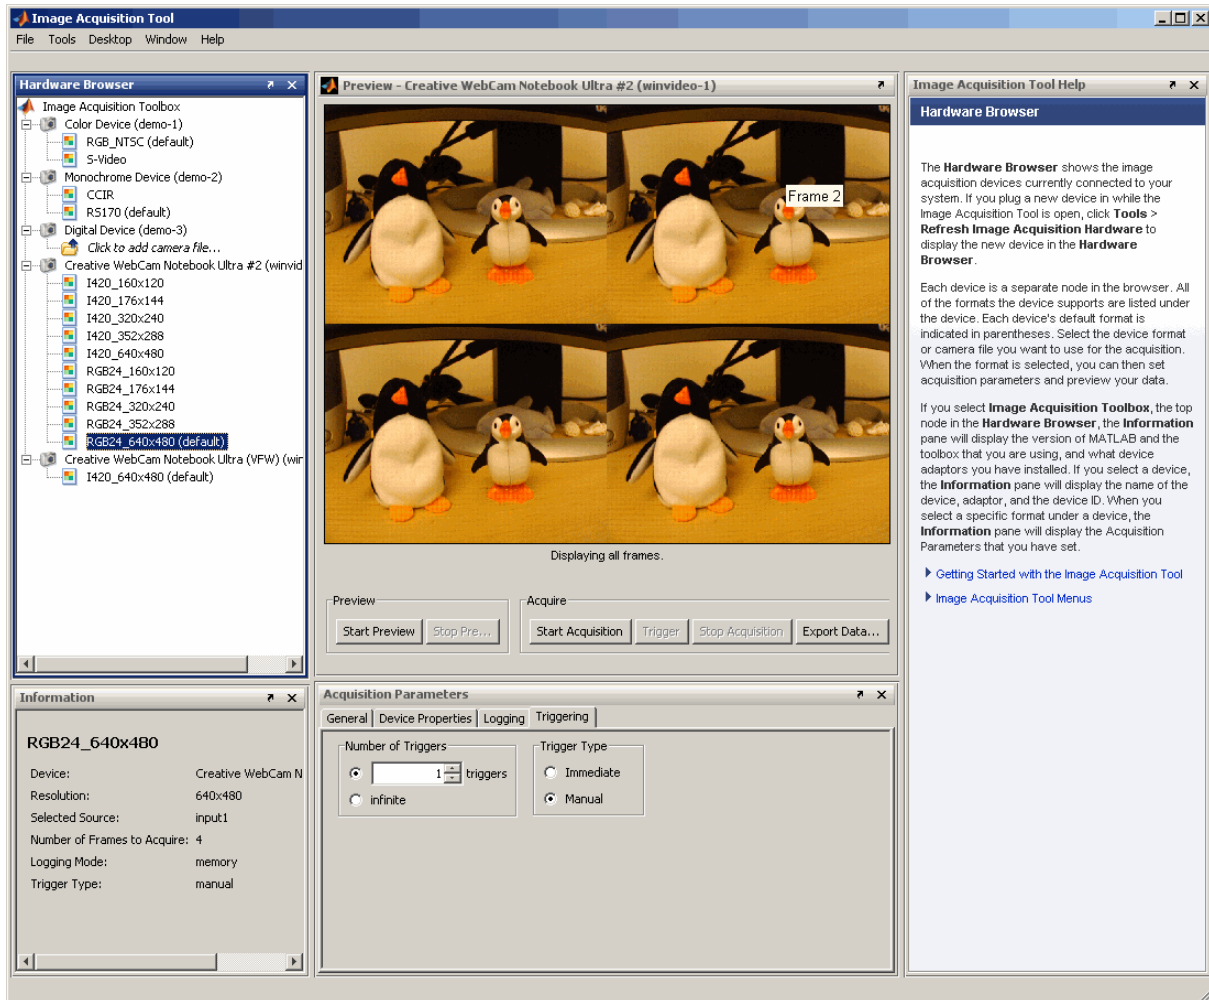 Image Acquisition Tool
File Tools Desktop Window Help
Hardware Browser
Image Acquisition Toolbox
Color Device (demo-1)
RGB_NTSC (default)
S-Video
Monochrome Device (demo-2)
CCIR
RS170 (default)
Digital Device (demo-3)
Click to add camera file...
Creative WebCam Notebook Ultra #2 (winvid
I420_160x120
I420_176x144
I420_320x240
I420_352x288
I420_640x480
RGB24_160x120
RGB24_176x144
RGB24_320x240
RGB24_352x288
RGB24_640x480 (default)
Creative WebCam Notebook Ultra (VFW) (wir
I420_640x480 (default)
Preview - Creative WebCam Notebook Ultra #2 (winvideo-1)
Frame 2
Displaying all frames.
Preview
Start Preview Stop Pre...
Acquire
Start Acquisition Trigger Stop Acquisition Export Data...
Image Acquisition Tool Help
Hardware Browser
The Hardware Browser shows the image
acquisition devices currently connected to your
system. If you plug a new device in while the
Image Acquisition Tool is open, click Tools >
Refresh Image Acquisition Hardware to
display the new device in the Hardware
Browser.
Each device is a separate node in the browser. All
of the formats the device supports are listed under
the device. Each device's default format is
indicated in parentheses. Select the device format
or camera file you want to use for the acquisition.
When the format is selected, you can then set
acquisition parameters and preview your data.
If you select Image Acquisition Toolbox, the top
node in the Hardware Browser, the Information
pane will display the version of MATLAB and the
toolbox that you are using, and what device
adaptors you have installed. If you select a device,
the Information pane will display the name of the
device, adaptor, and the device ID. When you
select a specific format under a device, the
Information pane will display the Acquisition
Parameters that you have set.
Getting Started with the Image Acquisition Tool
Image Acquisition Tool Menus
Information
RGB24_640x480
Device: Creative WebCam N
Resolution: 640x480
Selected Source: input1
Number of Frames to Acquire: 4
Logging Mode: memory
Trigger Type: manual
Acquisition Parameters
General Device Properties Logging Triggering
Number of Triggers
1 triggers
infinite
Trigger Type
Immediate
Manual